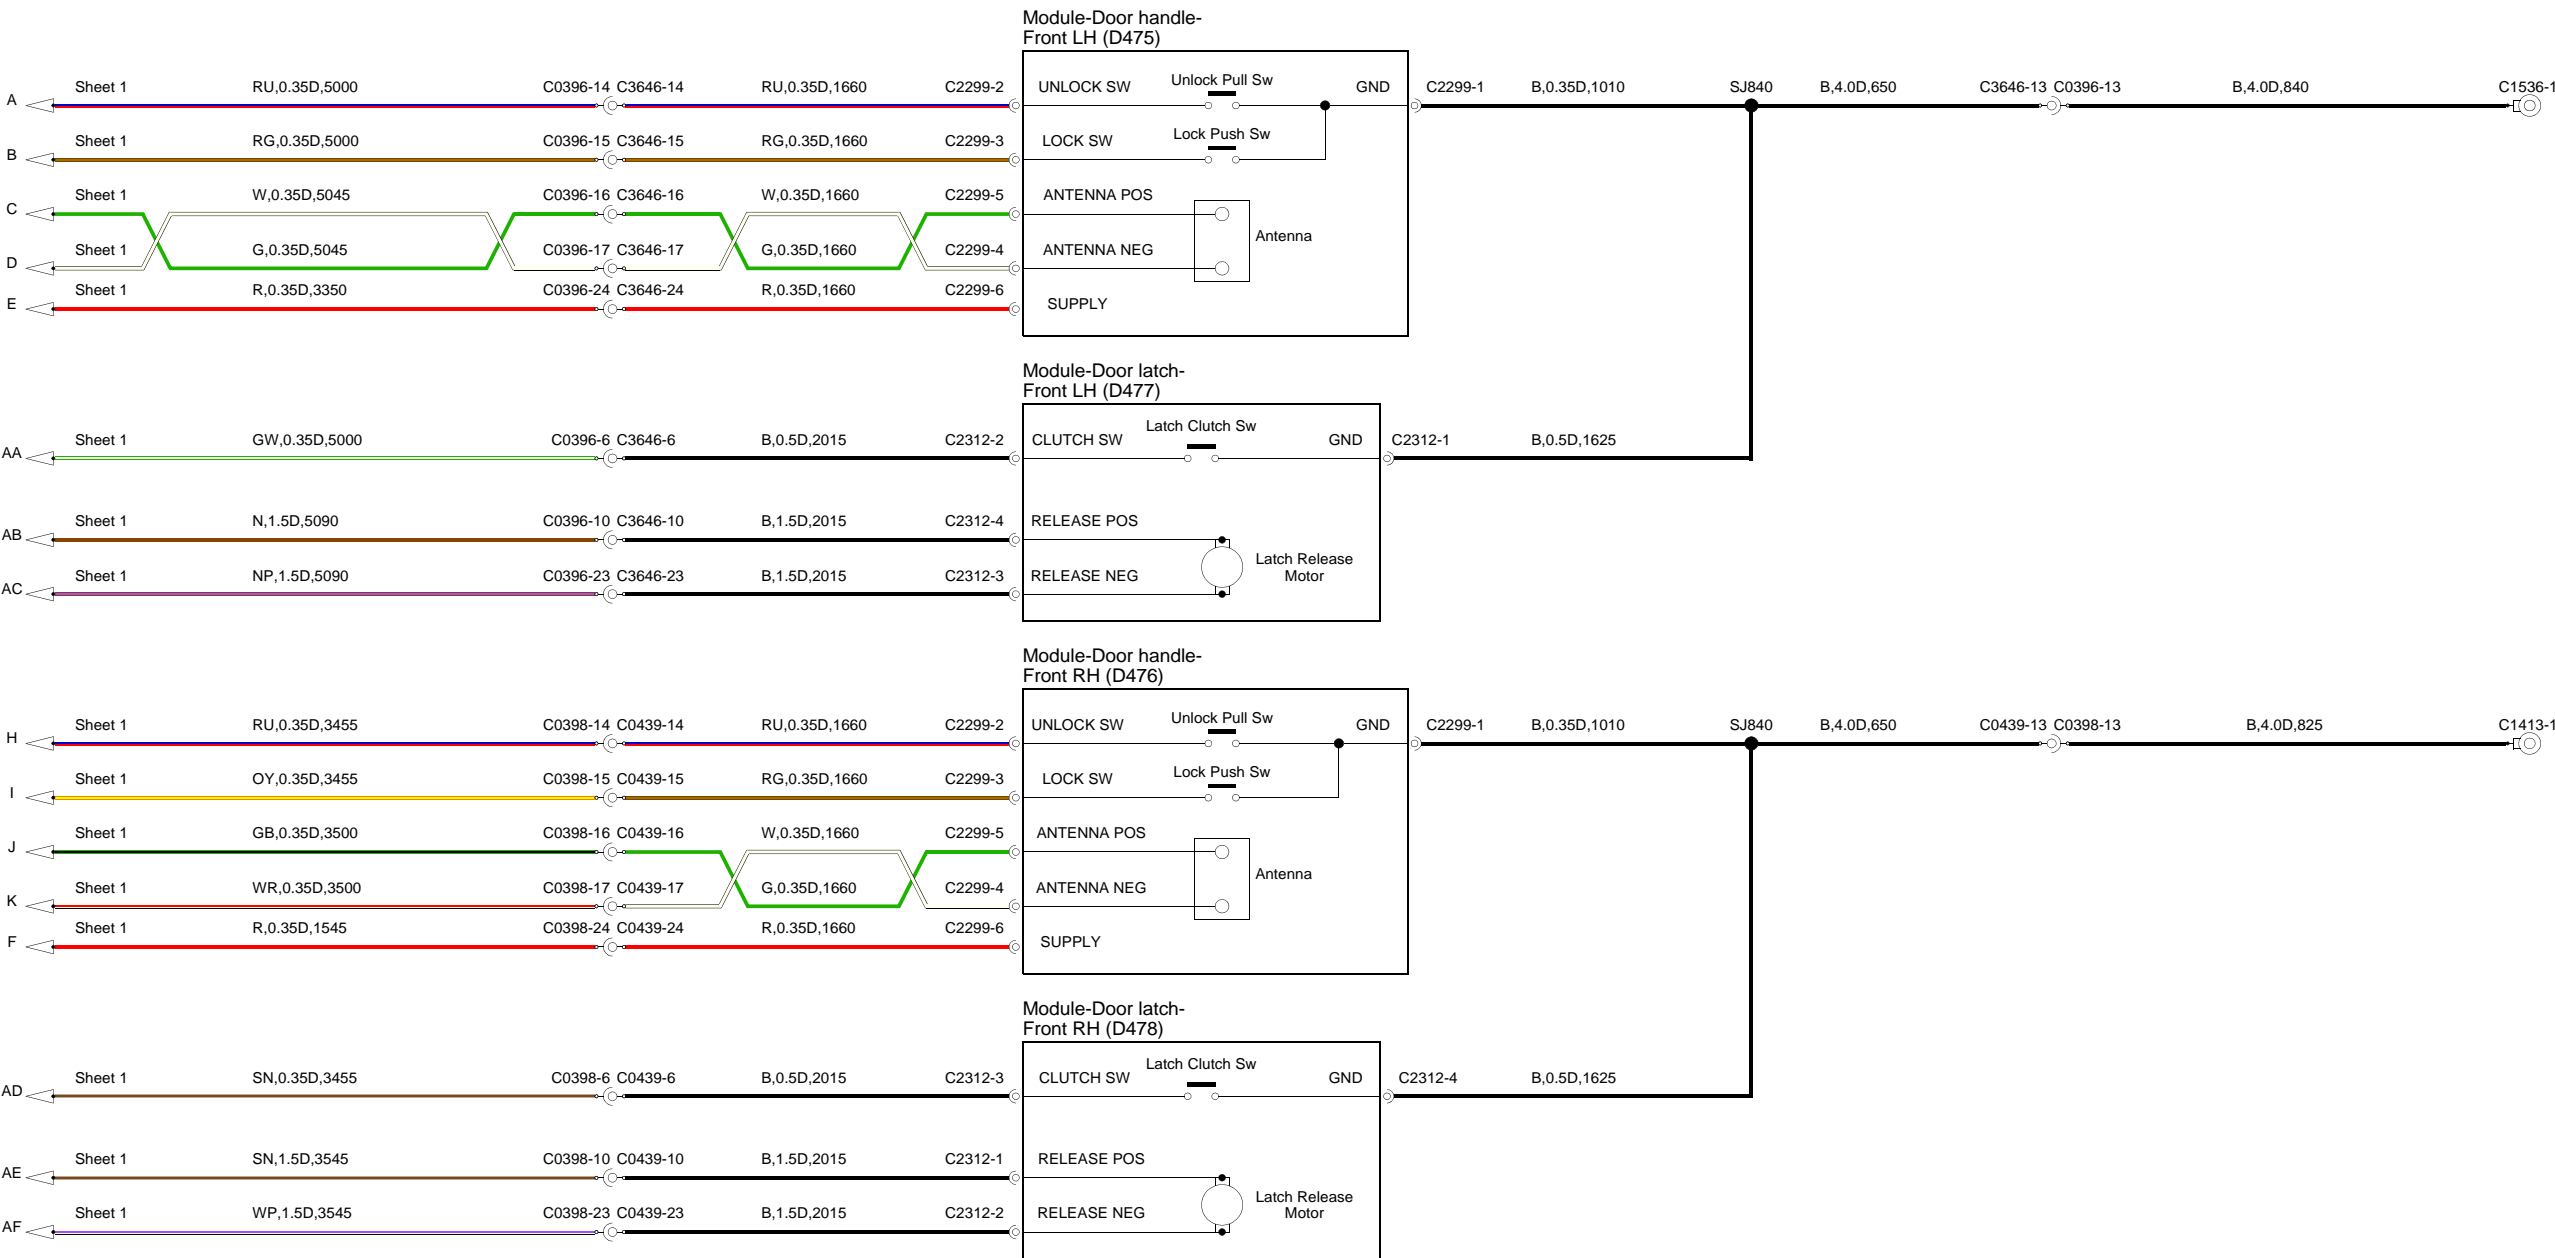 Module-Door handle-
Front LH (D475)
A Sheet 1 RU,0.35D,5000 C0396-14 C3646-14 RU,0.35D,1660 C2299-2 UNLOCK SW Unlock Pull Sw GND C2299-1 B,0.35D,1010 SJ840 B,4.0D,650 C3646-13 C0396-13 B,4.0D,840 C1536-1
B Sheet 1 RG,0.35D,5000 C0396-15 C3646-15 RG,0.35D,1660 C2299-3 LOCK SW Lock Push Sw
C Sheet 1 W,0.35D,5045 C0396-16 C3646-16 W,0.35D,1660 C2299-5 ANTENNA POS
Antenna
D Sheet 1 G,0.35D,5045 C0396-17 C3646-17 G,0.35D,1660 C2299-4 ANTENNA NEG
E Sheet 1 R,0.35D,3350 C0396-24 C3646-24 R,0.35D,1660 C2299-6 SUPPLY
Module-Door latch-
Front LH (D477)
AA Sheet 1 GW,0.35D,5000 C0396-6 C3646-6 B,0.5D,2015 C2312-2 CLUTCH SW Latch Clutch Sw GND C2312-1 B,0.5D,1625
AB Sheet 1 N,1.5D,5090 C0396-10 C3646-10 B,1.5D,2015 C2312-4 RELEASE POS
Latch Release
Motor
AC Sheet 1 NP,1.5D,5090 C0396-23 C3646-23 B,1.5D,2015 C2312-3 RELEASE NEG
Module-Door handle-
Front RH (D476)
H Sheet 1 RU,0.35D,3455 C0398-14 C0439-14 RU,0.35D,1660 C2299-2 UNLOCK SW Unlock Pull Sw GND C2299-1 B,0.35D,1010 SJ840 B,4.0D,650 C0439-13 C0398-13 B,4.0D,825 C1413-1
I Sheet 1 OY,0.35D,3455 C0398-15 C0439-15 RG,0.35D,1660 C2299-3 LOCK SW Lock Push Sw
J Sheet 1 GB,0.35D,3500 C0398-16 C0439-16 W,0.35D,1660 C2299-5 ANTENNA POS
Antenna
K Sheet 1 WR,0.35D,3500 C0398-17 C0439-17 G,0.35D,1660 C2299-4 ANTENNA NEG
F Sheet 1 R,0.35D,1545 C0398-24 C0439-24 R,0.35D,1660 C2299-6 SUPPLY
Module-Door latch-
Front RH (D478)
AD Sheet 1 SN,0.35D,3455 C0398-6 C0439-6 B,0.5D,2015 C2312-3 CLUTCH SW Latch Clutch Sw GND C2312-4 B,0.5D,1625
AE Sheet 1 SN,1.5D,3545 C0398-10 C0439-10 B,1.5D,2015 C2312-1 RELEASE POS
Latch Release
Motor
AF Sheet 1 WP,1.5D,3545 C0398-23 C0439-23 B,1.5D,2015 C2312-2 RELEASE NEG